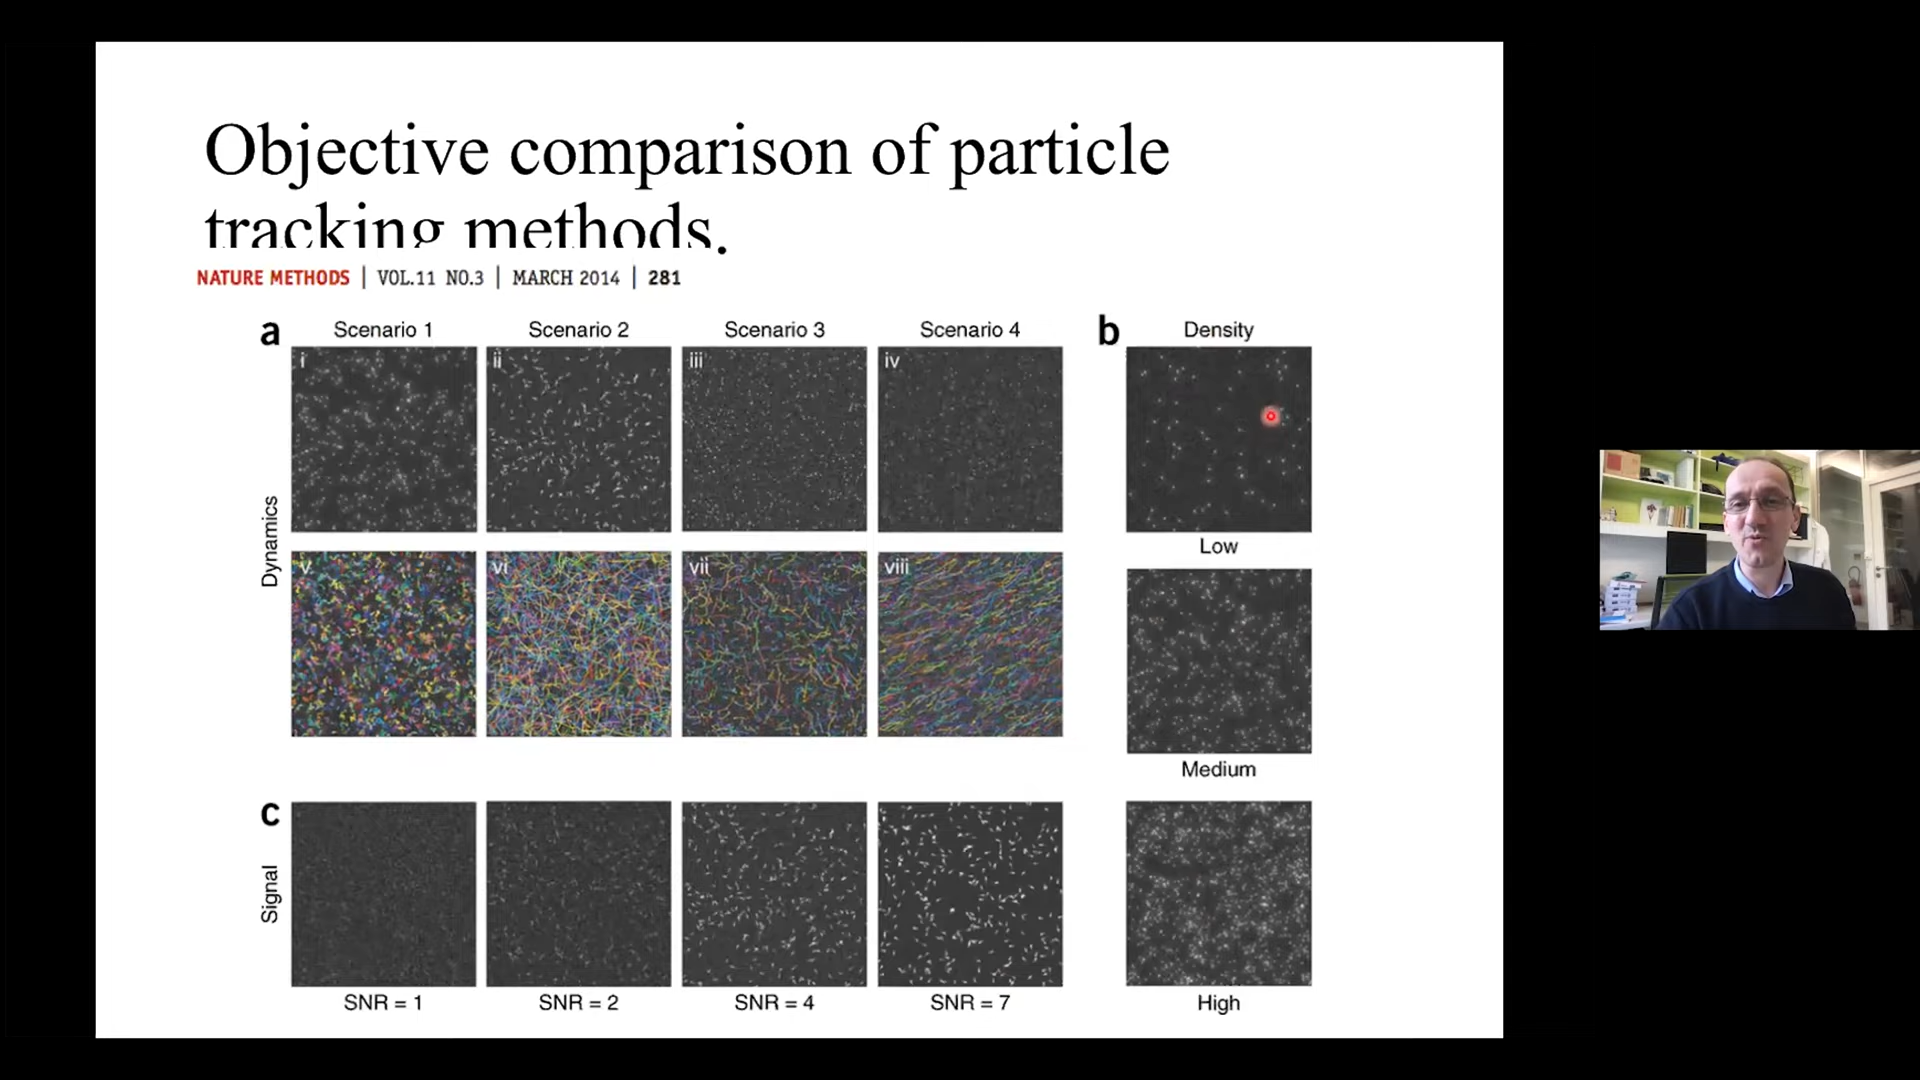 Objective comparison of particle
tracking methods.
NATURE METHODS | VOL.11 NO.3 | MARCH 2014 | 281
a
Scenario 1
Scenario 2
Scenario 3
Scenario 4
b
Density
Dynamics
i
ii
iii
iv
Low
v
vi
vii
viii
Medium
c
Signal
SNR = 1
SNR = 2
SNR = 4
SNR = 7
High